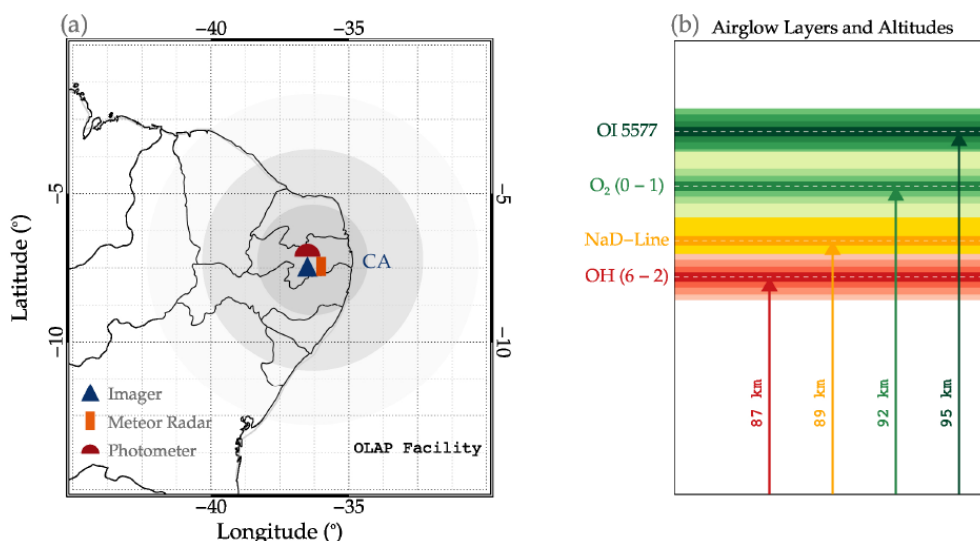 (a)
−40
−35
Latitude (°)
−5
−10
−5
−10
CA
Imager
Meteor Radar
Photometer
OLAP Facility
−40
−35
Longitude (°)
(b)
Airglow Layers and Altitudes
OI 5577
O₂ (0 − 1)
NaD−Line
OH (6 − 2)
87 km
89 km
92 km
95 km